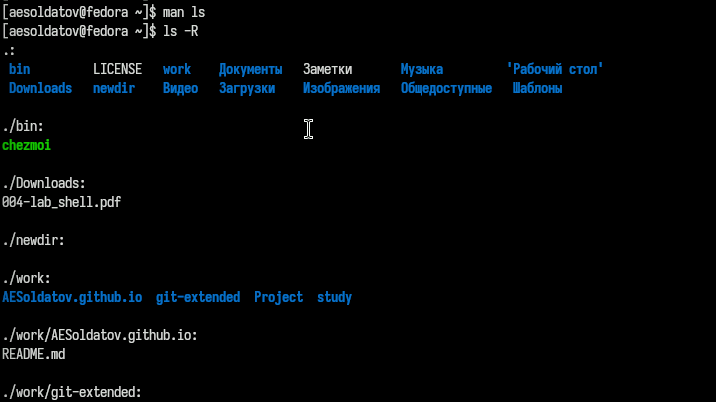 [aesoldatov@fedora ~]$ man ls
[aesoldatov@fedora ~]$ ls -R
.:
bin LICENSE work Документы Заметки Музыка 'Рабочий стол'
Downloads newdir Видео Загрузки Изображения Общедоступные Шаблоны
./bin:
chezmoi
./Downloads:
004-lab_shell.pdf
./newdir:
./work:
AESoldatov.github.io git-extended Project study
./work/AESoldatov.github.io:
README.md
./work/git-extended: